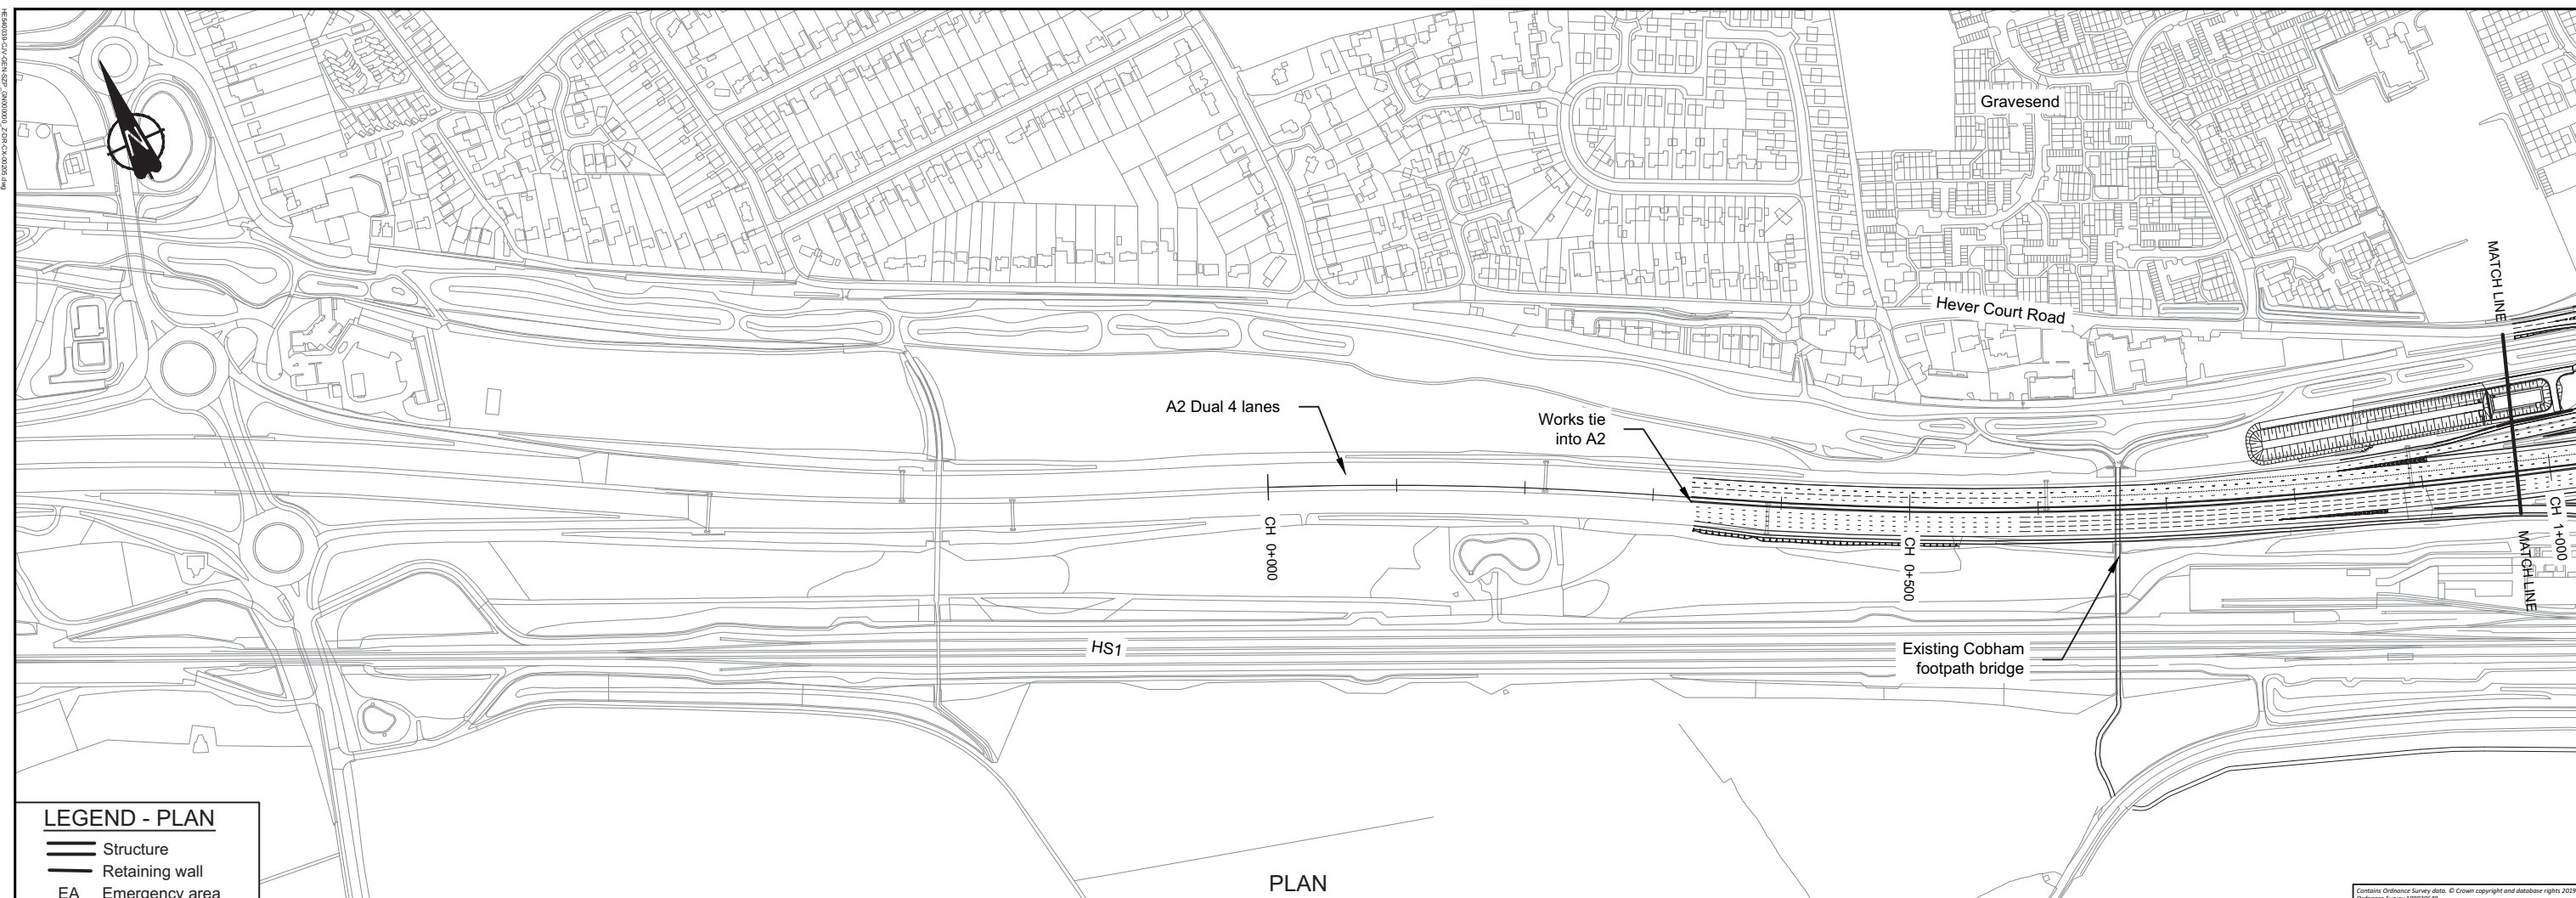 Gravesend
MATCH LINE
Hever Court Road
A2 Dual 4 lanes
Works tie
into A2
CH 0+000
CH 0+500
CH 1+000
MATCH LINE
HS1
Existing Cobham
footpath bridge
N
LEGEND - PLAN
Structure
Retaining wall
EA Emergency area
PLAN
Contains Ordnance Survey data. © Crown copyright and database rights 2019